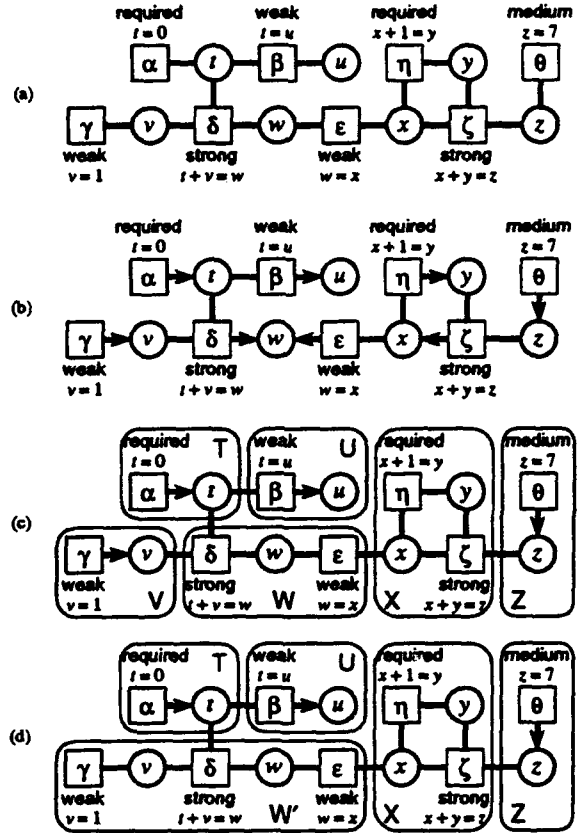 required weak required medium
t=0 t=u x+1=y z=7
(a)
α t β u η y θ
γ v δ w ε x ζ z
weak strong weak strong
v=1 t+v=w w=x x+y=z
required weak required medium
t=0 t=u x+1=y z=7
(b)
α t β u η y θ
γ v δ w ε x ζ z
weak strong weak strong
v=1 t+v=w w=x x+y=z
required T weak U required medium
t=0 t=u x+1=y z=7
(c)
α t β u η y θ
γ v δ w ε x ζ z
weak V strong W weak X strong Z
v=1 t+v=w w=x x+y=z
required T weak U required medium
t=0 t=u x+1=y z=7
(d)
α t β u η y θ
γ v δ w ε x ζ z
weak strong W' weak X strong Z
v=1 t+v=w w=x x+y=z